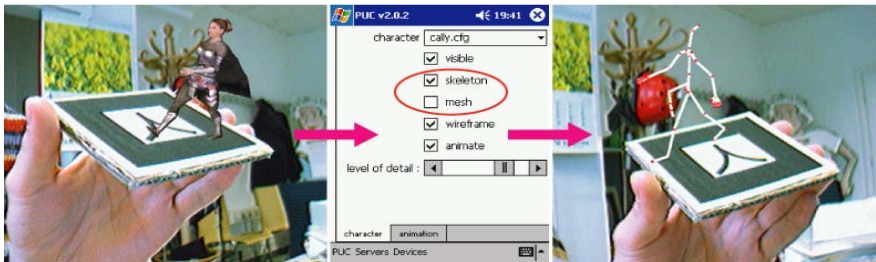 PUC v2.0.2 19:41
character cally.cfg
visible
skeleton
mesh
wireframe
animate
level of detail :
character animation
PUC Servers Devices